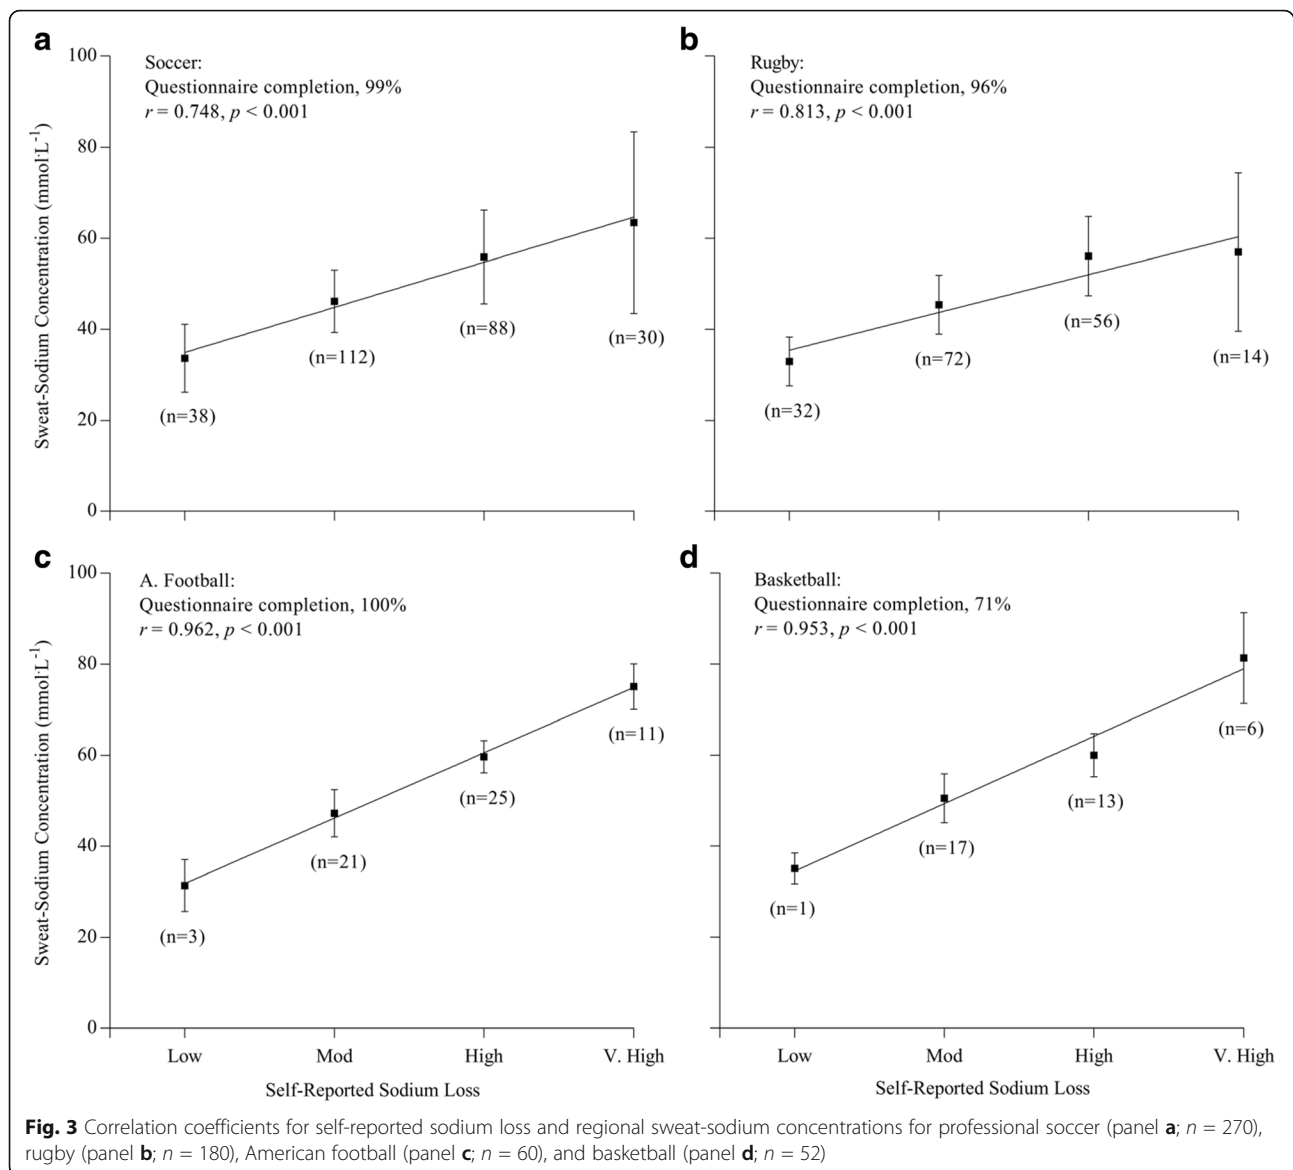 a
Soccer:
Questionnaire completion, 99%
r = 0.748, p < 0.001
Sweat-Sodium Concentration (mmol·L-1)
100
80
60
40
20
0
(n=38)
(n=112)
(n=88)
(n=30)
b
Rugby:
Questionnaire completion, 96%
r = 0.813, p < 0.001
(n=32)
(n=72)
(n=56)
(n=14)
c
A. Football:
Questionnaire completion, 100%
r = 0.962, p < 0.001
Sweat-Sodium Concentration (mmol·L-1)
100
80
60
40
20
0
(n=3)
(n=21)
(n=25)
(n=11)
Low Mod High V. High
Self-Reported Sodium Loss
d
Basketball:
Questionnaire completion, 71%
r = 0.953, p < 0.001
(n=1)
(n=17)
(n=13)
(n=6)
Low Mod High V. High
Self-Reported Sodium Loss
Fig. 3 Correlation coefficients for self-reported sodium loss and regional sweat-sodium concentrations for professional soccer (panel a; n = 270),
rugby (panel b; n = 180), American football (panel c; n = 60), and basketball (panel d; n = 52)